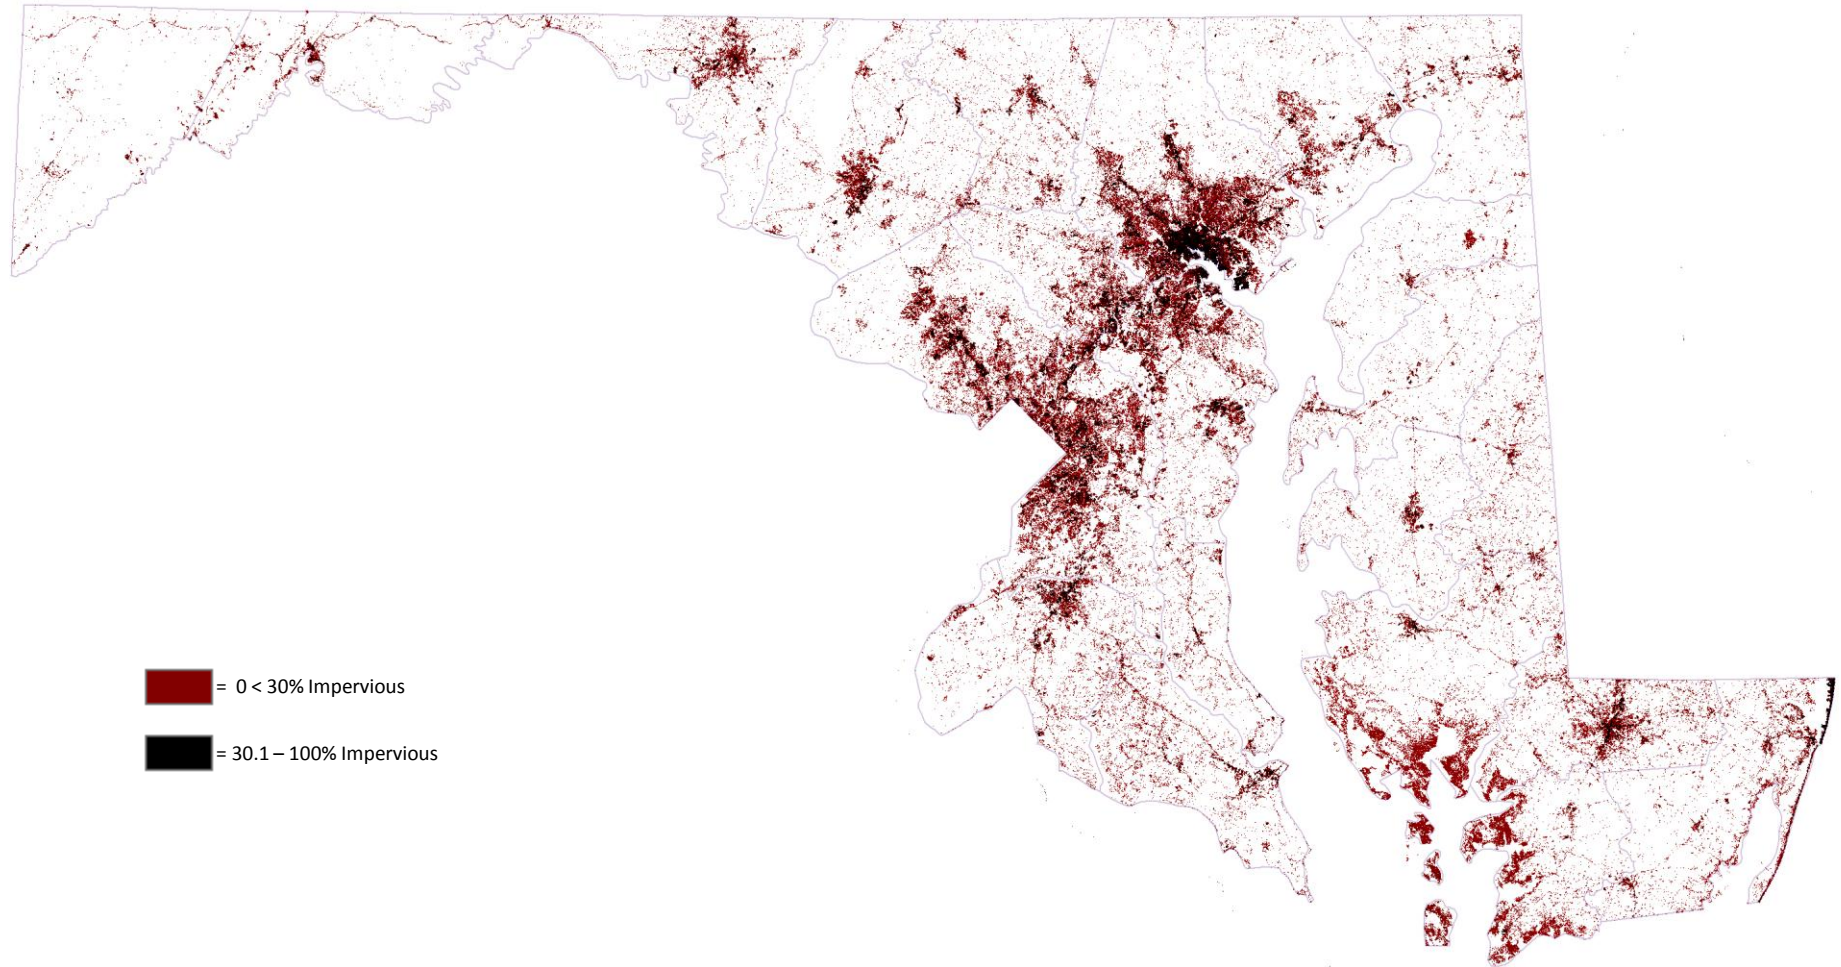 = 0 < 30% Impervious
= 30.1 – 100% Impervious